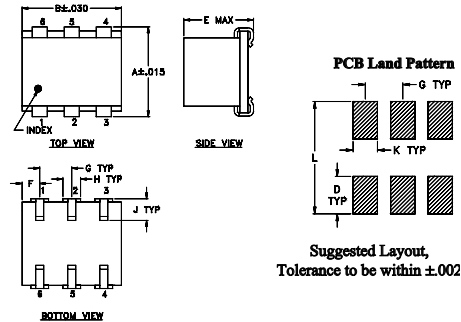 B±.030
6 5 4
A±.015
INDEX
1 2 3
TOP VIEW
E MAX
SIDE VIEW
PCB Land Pattern
G TYP
L
K TYP
D
TYP
Suggested Layout,
Tolerance to be within ±.002
G TYP
H TYP
F
1 2 3
J TYP
6 5 4
BOTTOM VIEW